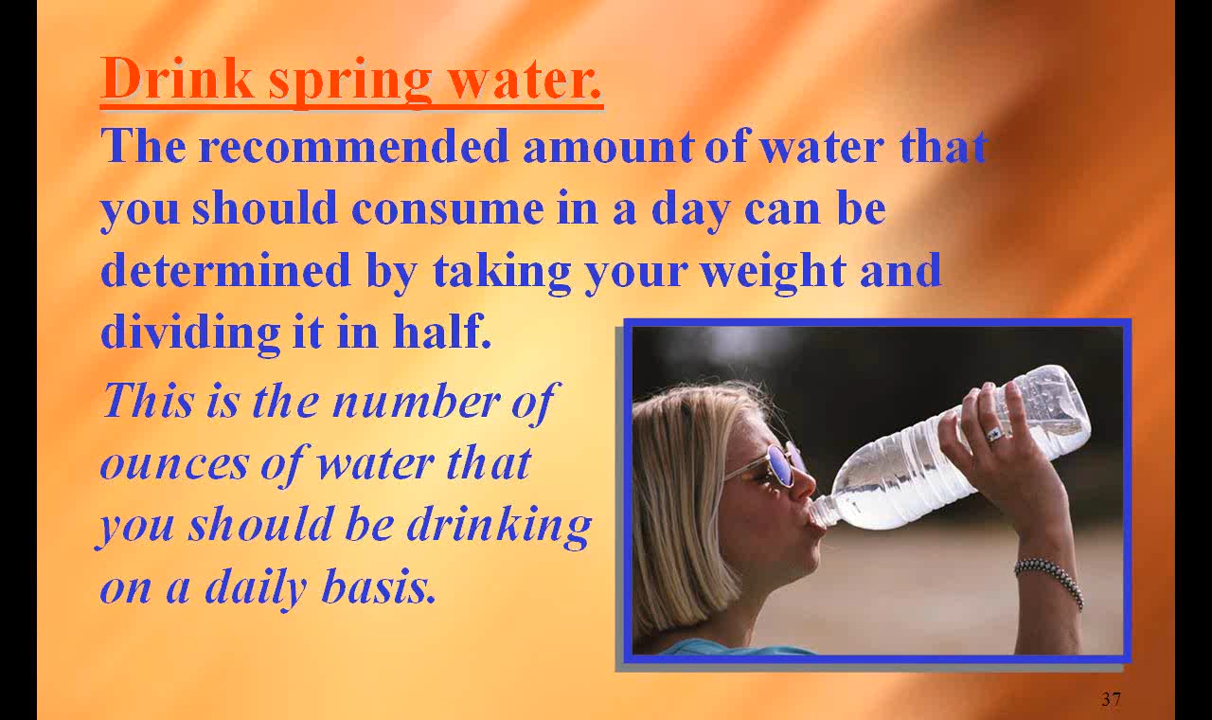 Drink spring water.
The recommended amount of water that
you should consume in a day can be
determined by taking your weight and
dividing it in half.
This is the number of
ounces of water that
you should be drinking
on a daily basis.
37